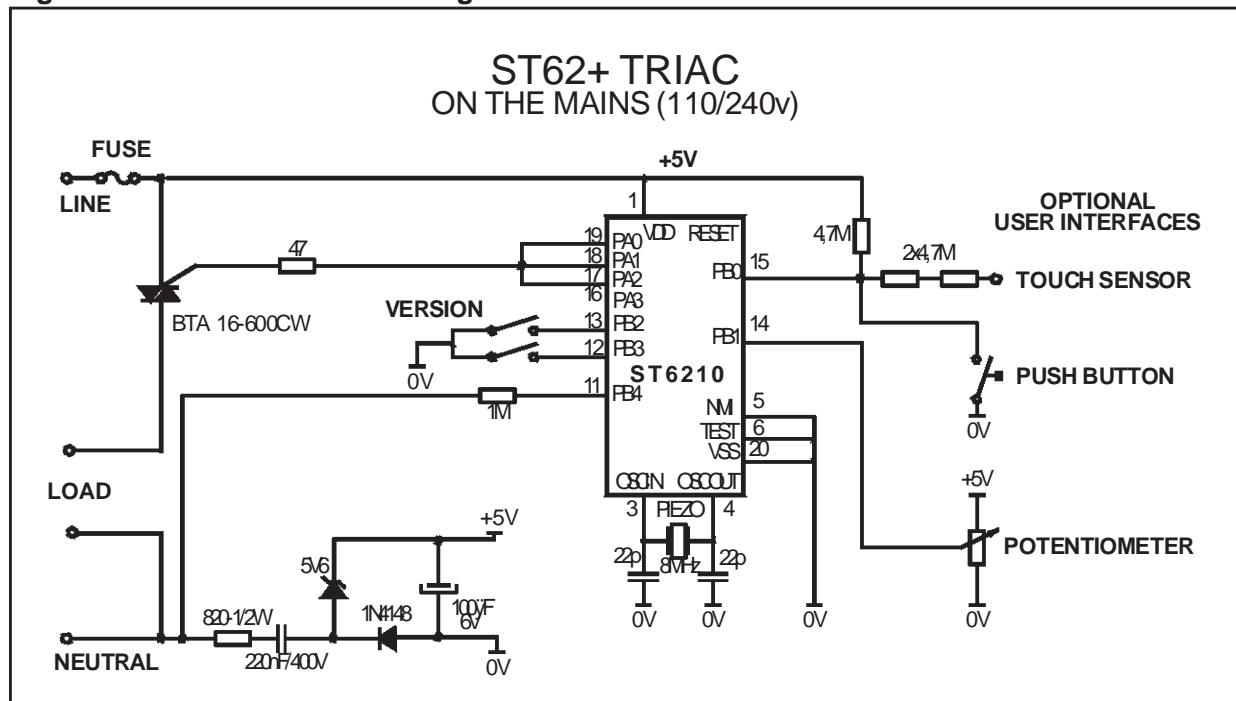 ST62+ TRIAC
ON THE MAINS (110/240v)
FUSE
LINE
+5V
1
OPTIONAL
USER INTERFACES
47
19
PA0
VDD
RESET
18
PA1
17
PA2
16
PA3
4,7M
2x4,7M
PB0
15
TOUCH SENSOR
BTA 16-600CW
VERSION
13
PB2
14
PB1
12
PB3
0V
ST6210
11
PB4
1M
PUSH BUTTON
NMI
5
TEST
6
VSS
20
0V
OSCIN
OSCOUT
LOAD
+5V
3
PIEZO
4
+5V
POTENTIOMETER
22p
8MHz
22p
5V6
820-1/2W
1N4148
100ÿF
6V
0V
0V
0V
0V
220nF/400V
NEUTRAL
0V